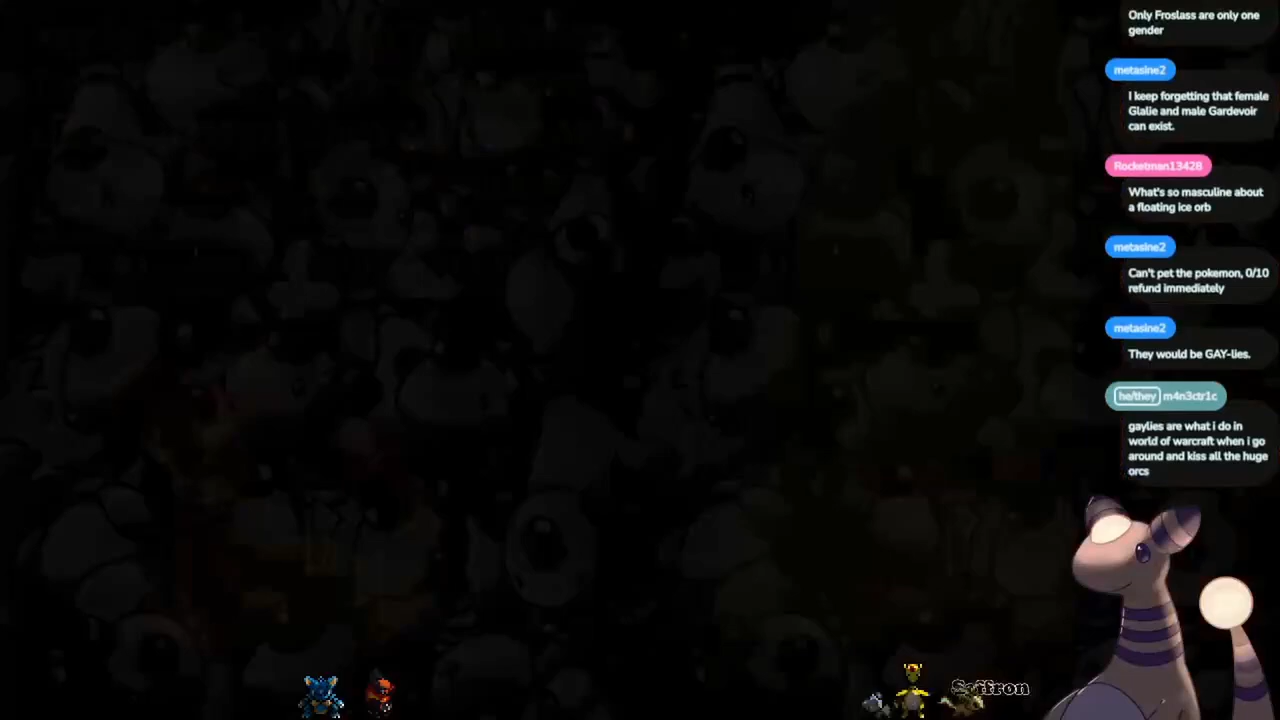 Only Froslass are only one
gender
metasine2
I keep forgetting that female
Glalie and male Gardevoir
can exist.
Rocketman13428
What's so masculine about
a floating ice orb
metasine2
Can't pet the pokemon, 0/10
refund immediately
metasine2
They would be GAY-lies.
he/they m4n3ctr1c
gaylies are what i do in
world of warcraft when i go
around and kiss all the huge
orcs
Saffron